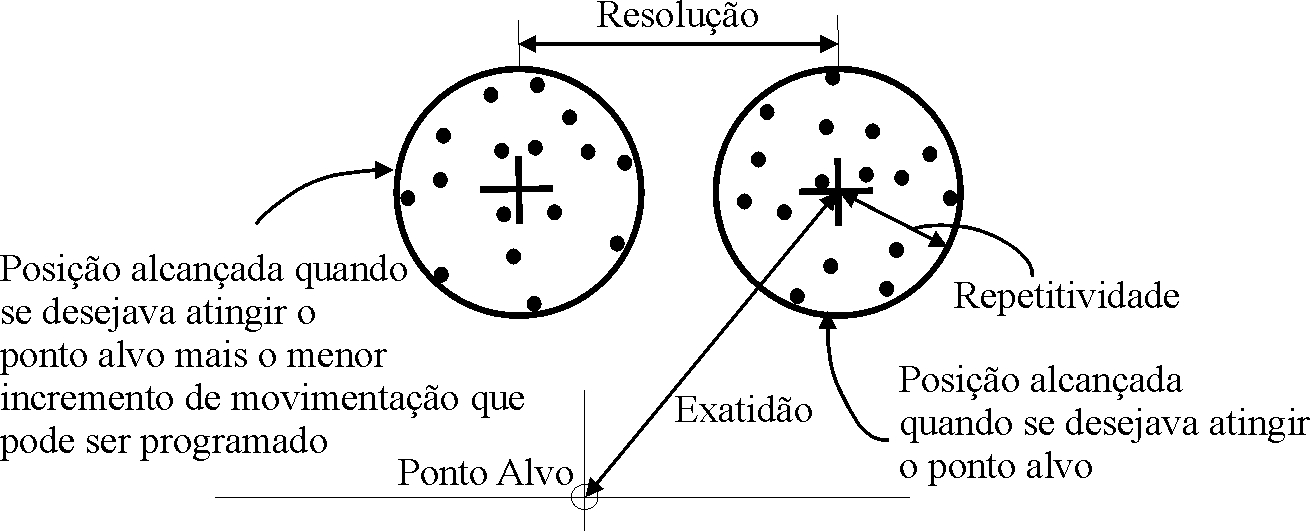 Resolução
Posição alcançada quando
se desejava atingir o
ponto alvo mais o menor
incremento de movimentação que
pode ser programado
Repetitividade
Posição alcançada
quando se desejava atingir
o ponto alvo
Exatidão
Ponto Alvo